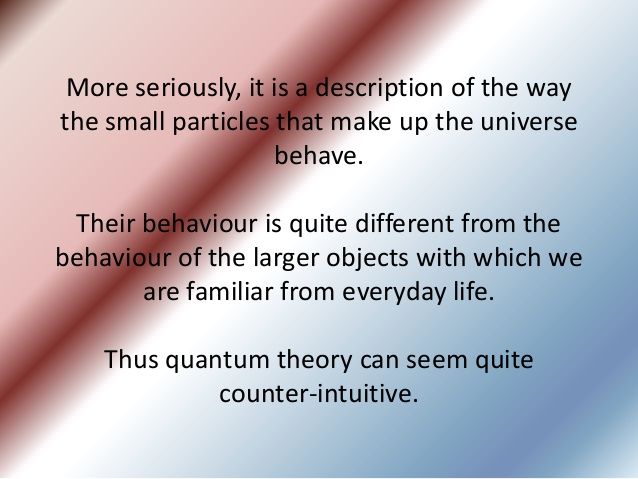 More seriously, it is a description of the way
the small particles that make up the universe
behave.
Their behaviour is quite different from the
behaviour of the larger objects with which we
are familiar from everyday life.
Thus quantum theory can seem quite
counter-intuitive.